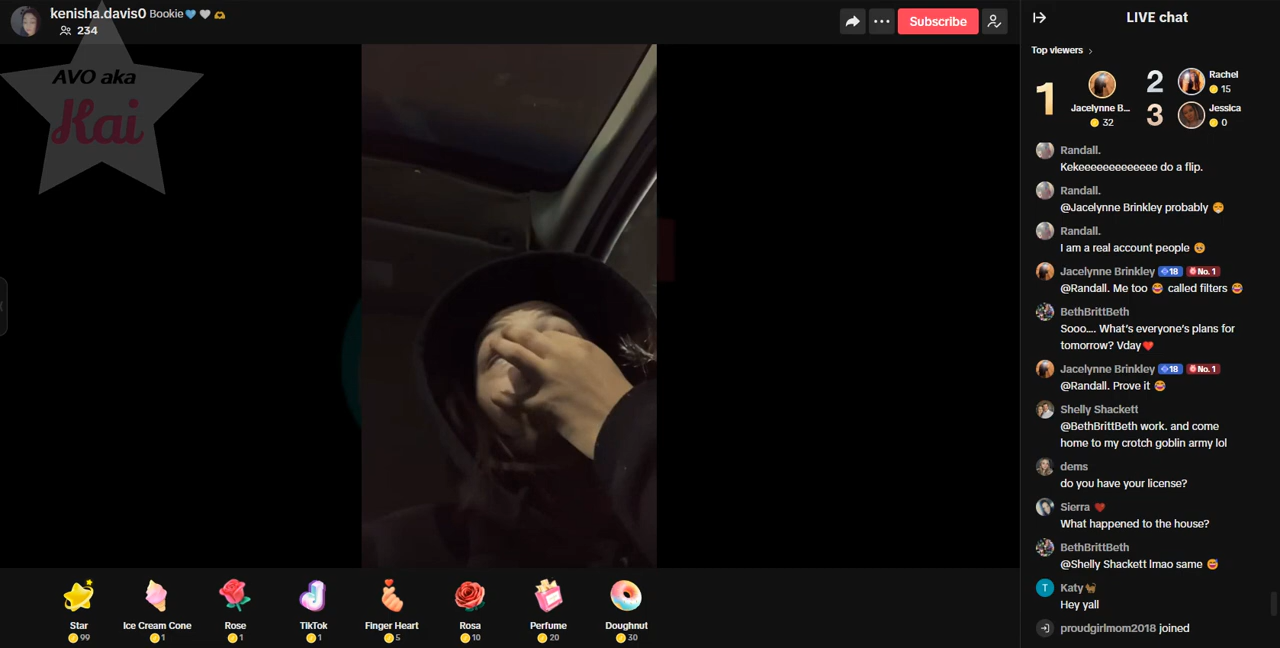 kenisha.davis0 Bookie💙🤍🫶
234
Subscribe
AVO aka
Kai
LIVE chat
Top viewers
1
Jacelynne B...
32
2
Rachel
15
3
Jessica
0
Randall.
Kekeeeeeeeeeeeee do a flip.
Randall.
@Jacelynne Brinkley probably 😁
Randall.
I am a real account people 🥺
Jacelynne Brinkley 18 No. 1
@Randall. Me too 😂 called filters 😂
BethBrittBeth
Sooo.... What's everyone's plans for
tomorrow? Vday❤️
Jacelynne Brinkley 18 No. 1
@Randall. Prove it 😂
Shelly Shackett
@BethBrittBeth work. and come
home to my crotch goblin army lol
dems
do you have your license?
Sierra ❤️
What happened to the house?
BethBrittBeth
@Shelly Shackett lmao same 😅
T
Katy🐈
Hey yall
proudgirlmom2018 joined
Star
99
Ice Cream Cone
1
Rose
1
TikTok
1
Finger Heart
5
Rosa
10
Perfume
20
Doughnut
30